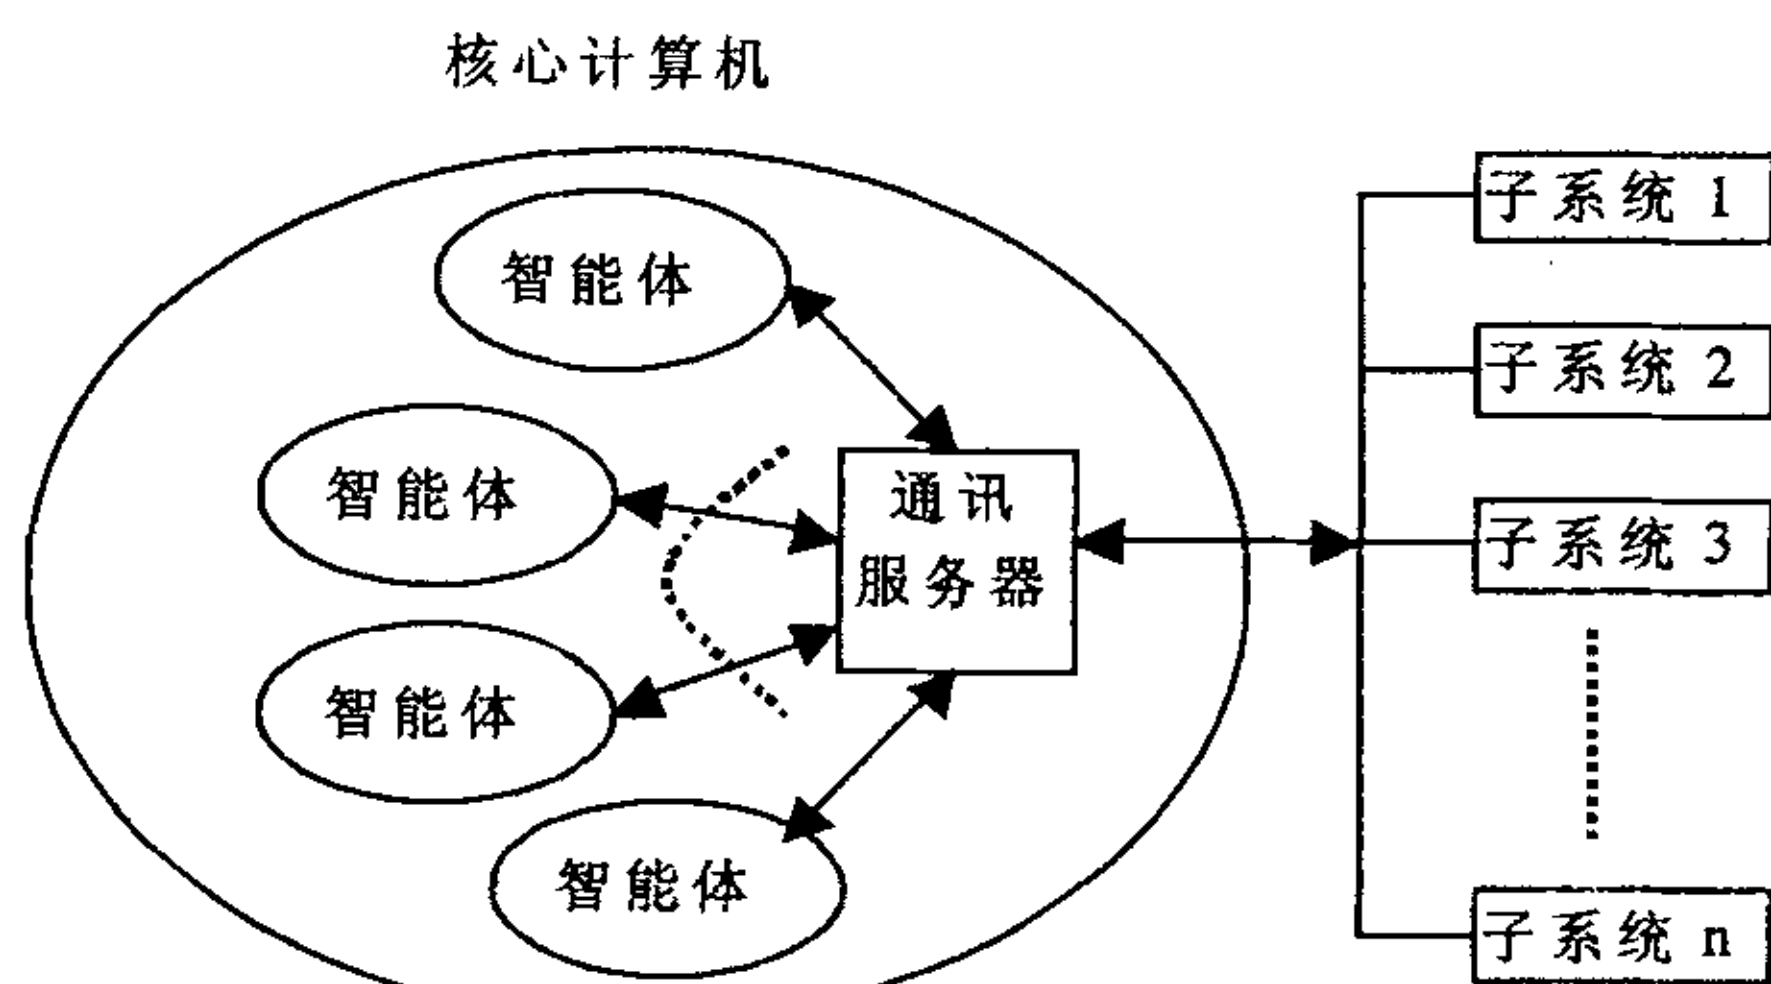 核心计算机
智能体
智能体
智能体
智能体
通讯
服务器
子系统 1
子系统 2
子系统 3
子系统 n